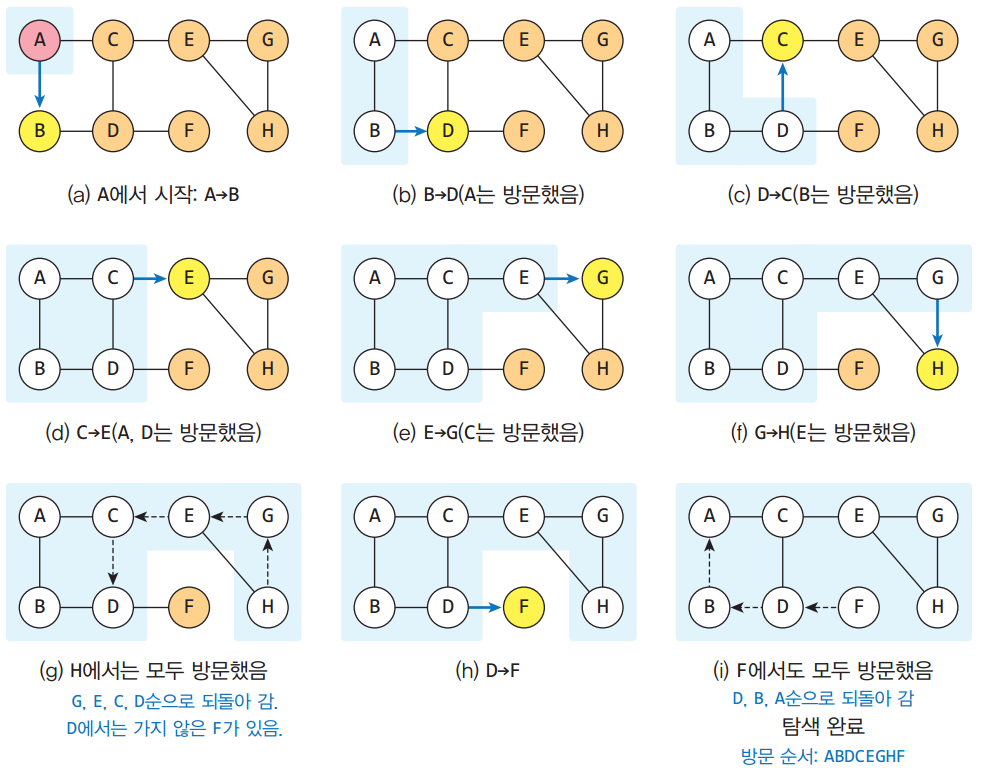 A C E G
B D F H
(a) A에서 시작: A→B
A C E G
B D F H
(b) B→D(A는 방문했음)
A C E G
B D F H
(c) D→C(B는 방문했음)
A C E G
B D F H
(d) C→E(A, D는 방문했음)
A C E G
B D F H
(e) E→G(C는 방문했음)
A C E G
B D F H
(f) G→H(E는 방문했음)
A C E G
B D F H
(g) H에서는 모두 방문했음
G, E, C, D순으로 되돌아 감.
D에서는 가지 않은 F가 있음.
A C E G
B D F H
(h) D→F
A C E G
B D F H
(i) F에서도 모두 방문했음
D, B, A순으로 되돌아 감
탐색 완료
방문 순서: ABDCEGHF